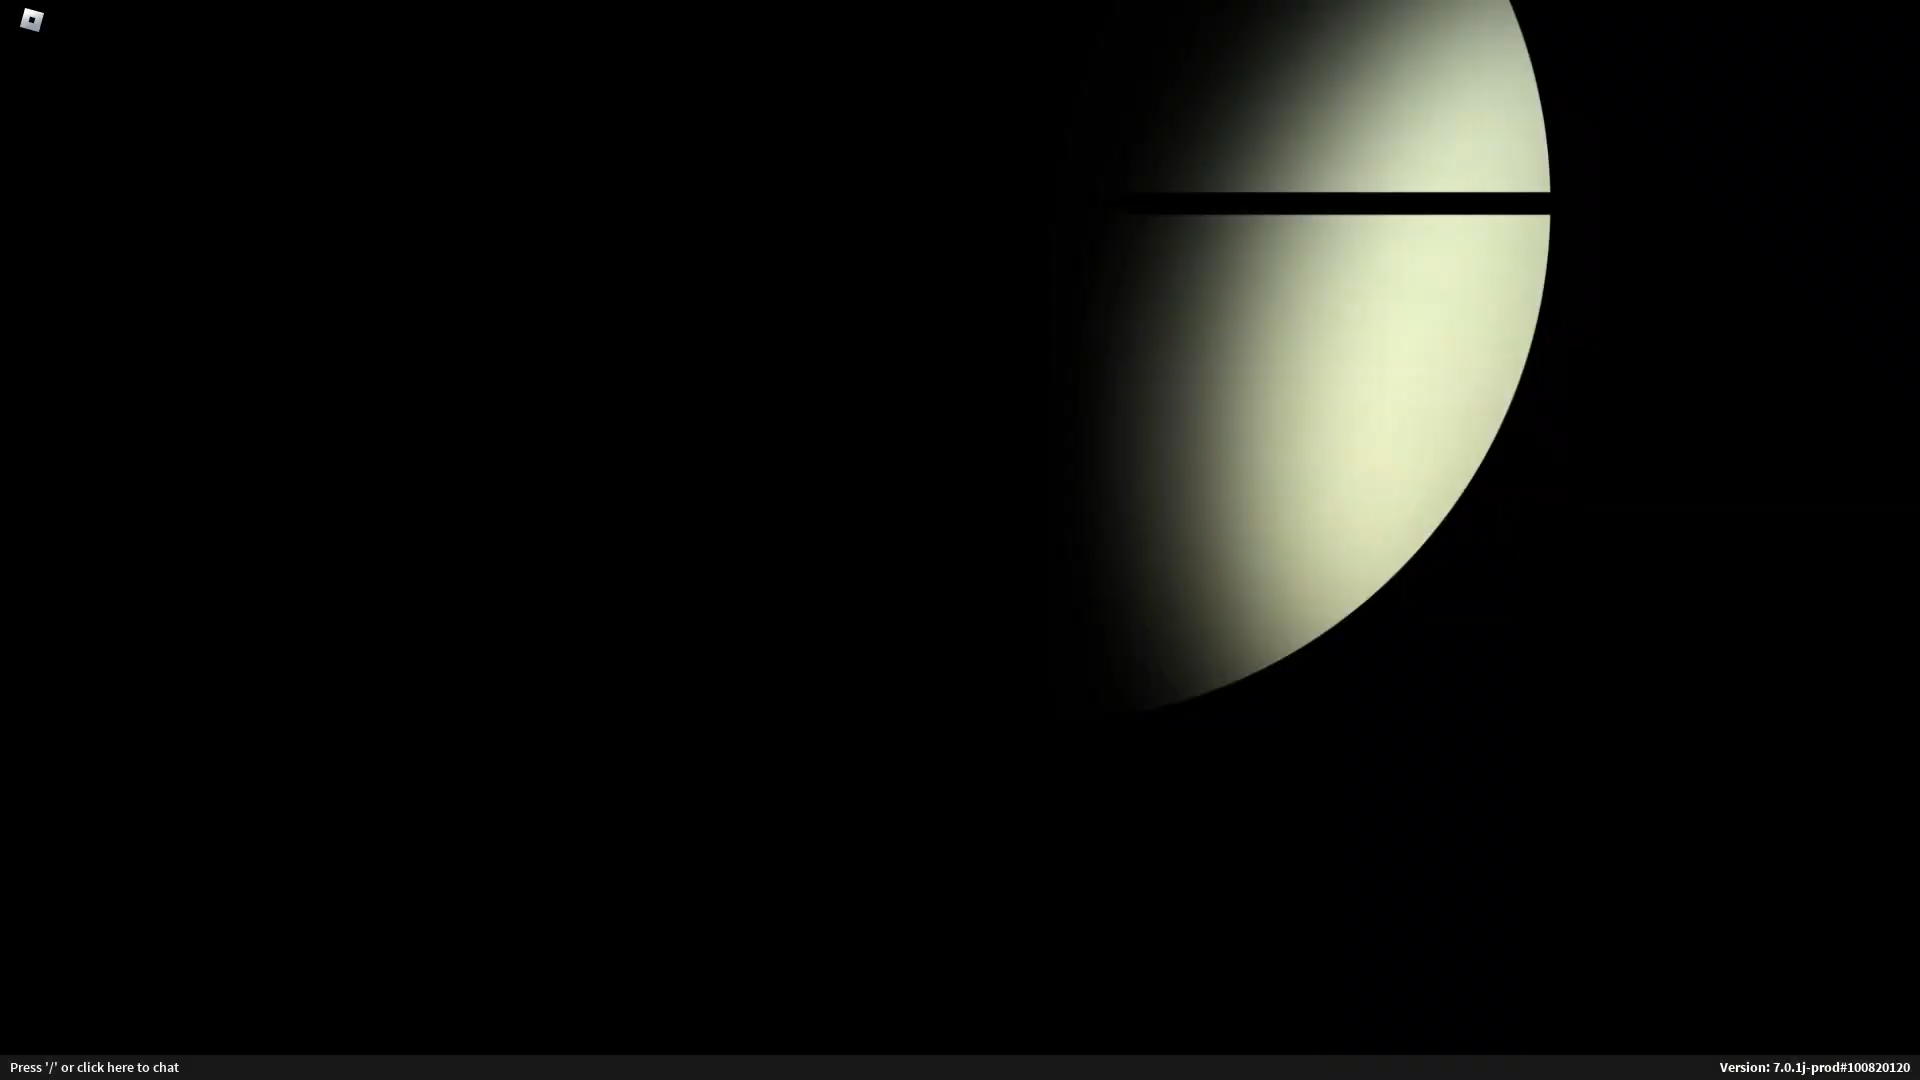 Press '/' or click here to chat
Version: 7.0.1j-prod#100820120